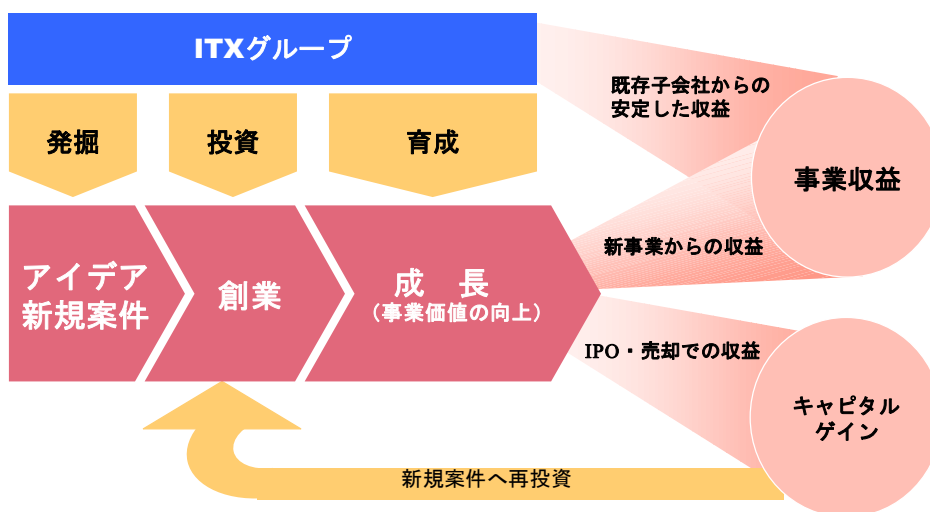 ITXグループ
発掘
投資
育成
既存子会社からの
安定した収益
事業収益
新事業からの収益
アイデア
新規案件
創業
成　長
（事業価値の向上）
IPO・売却での収益
キャピタル
ゲイン
新規案件へ再投資